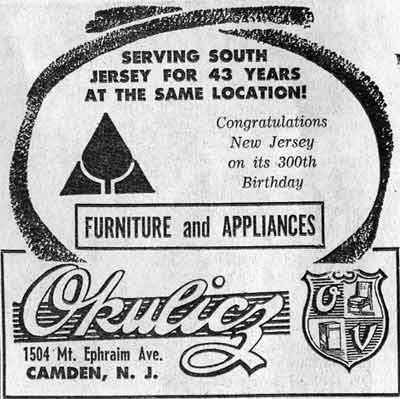 SERVING SOUTH
JERSEY FOR 43 YEARS
AT THE SAME LOCATION!
Congratulations
New Jersey
on its 300th
Birthday
FURNITURE and APPLIANCES
Okulicz
1504 Mt. Ephraim Ave.
CAMDEN, N. J.
O
V